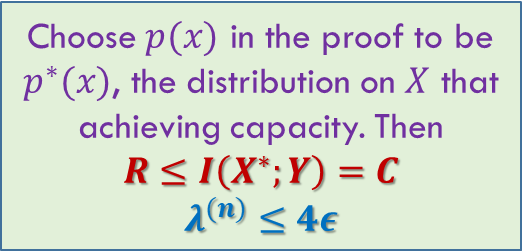 Choose p(x) in the proof to be
p*(x), the distribution on X that
achieving capacity. Then
R ≤ I(X*; Y) = C
λ⁽ⁿ⁾ ≤ 4ϵ